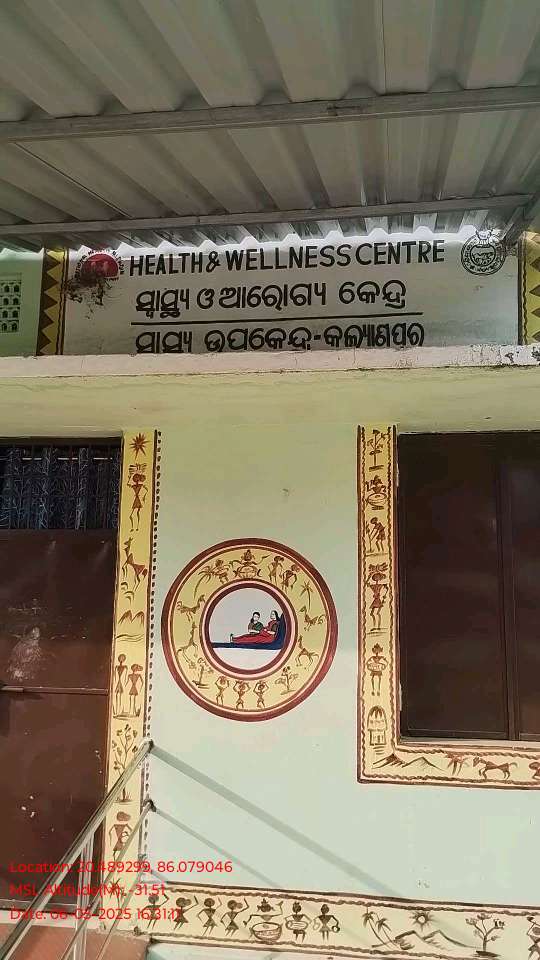 HEALTH & WELLNESS CENTRE
ସ୍ୱାସ୍ଥ୍ୟ ଓ ଆରୋଗ୍ୟ କେନ୍ଦ୍ର
ସ୍ୱାସ୍ଥ୍ୟ ଉପକେନ୍ଦ୍ର-କଲ୍ୟାଣପୁର
Location: 20.489299, 86.079046
MSL Altitude(M): -31.51
Date: 06-05-2025 16:31:17